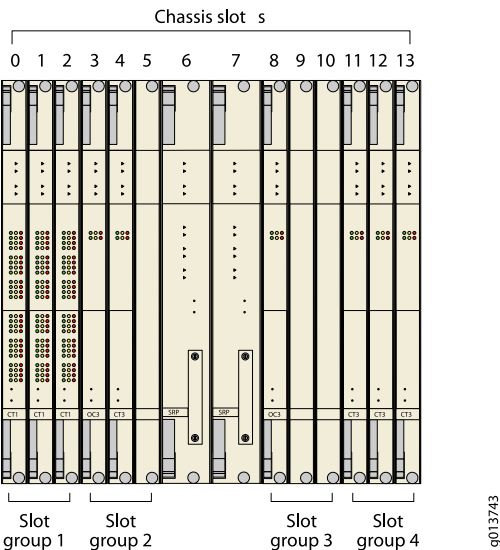 Chassis slot s
0 1 2 3 4 5 6 7 8 9 10 11 12 13
CT1 CT1 CT1 OC3 CT3 SRP SRP OC3 CT3 CT3 CT3
Slot group 1
Slot group 2
Slot group 3
Slot group 4
g013743